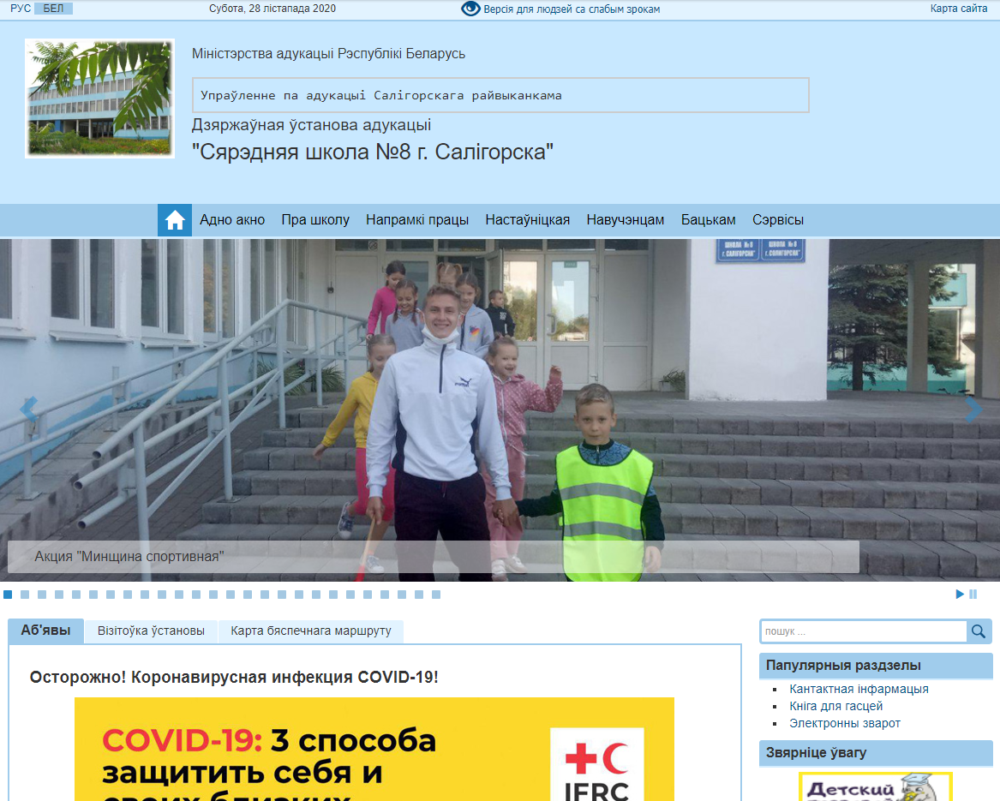 РУС БЕЛ Субота, 28 лістапада 2020 Версія для людзей са слабым зрокам Карта сайта
Міністэрства адукацыі Рэспублікі Беларусь
Упраўленне па адукацыі Салігорскага райвыканкама
Дзяржаўная ўстанова адукацыі
"Сярэдняя школа №8 г. Салігорска"
Адно акно Пра школу Напрамкі працы Настаўніцкая Навучэнцам Бацькам Сэрвісы
ШКОЛА № 8 ШКОЛА № 8
г. САЛІГОРСКА" г. СОЛИГОРСКА"
Акция "Минщина спортивная"
Аб'явы Візітоўка ўстановы Карта бяспечнага маршруту
Осторожно! Коронавирусная инфекция COVID-19!
COVID-19: 3 способа
защитить себя и
своих близких
IFRC
пошук ...
Папулярныя раздзелы
Кантактная інфармацыя
Кніга для гасцей
Электронны зварот
Звярніце ўвагу
Детский